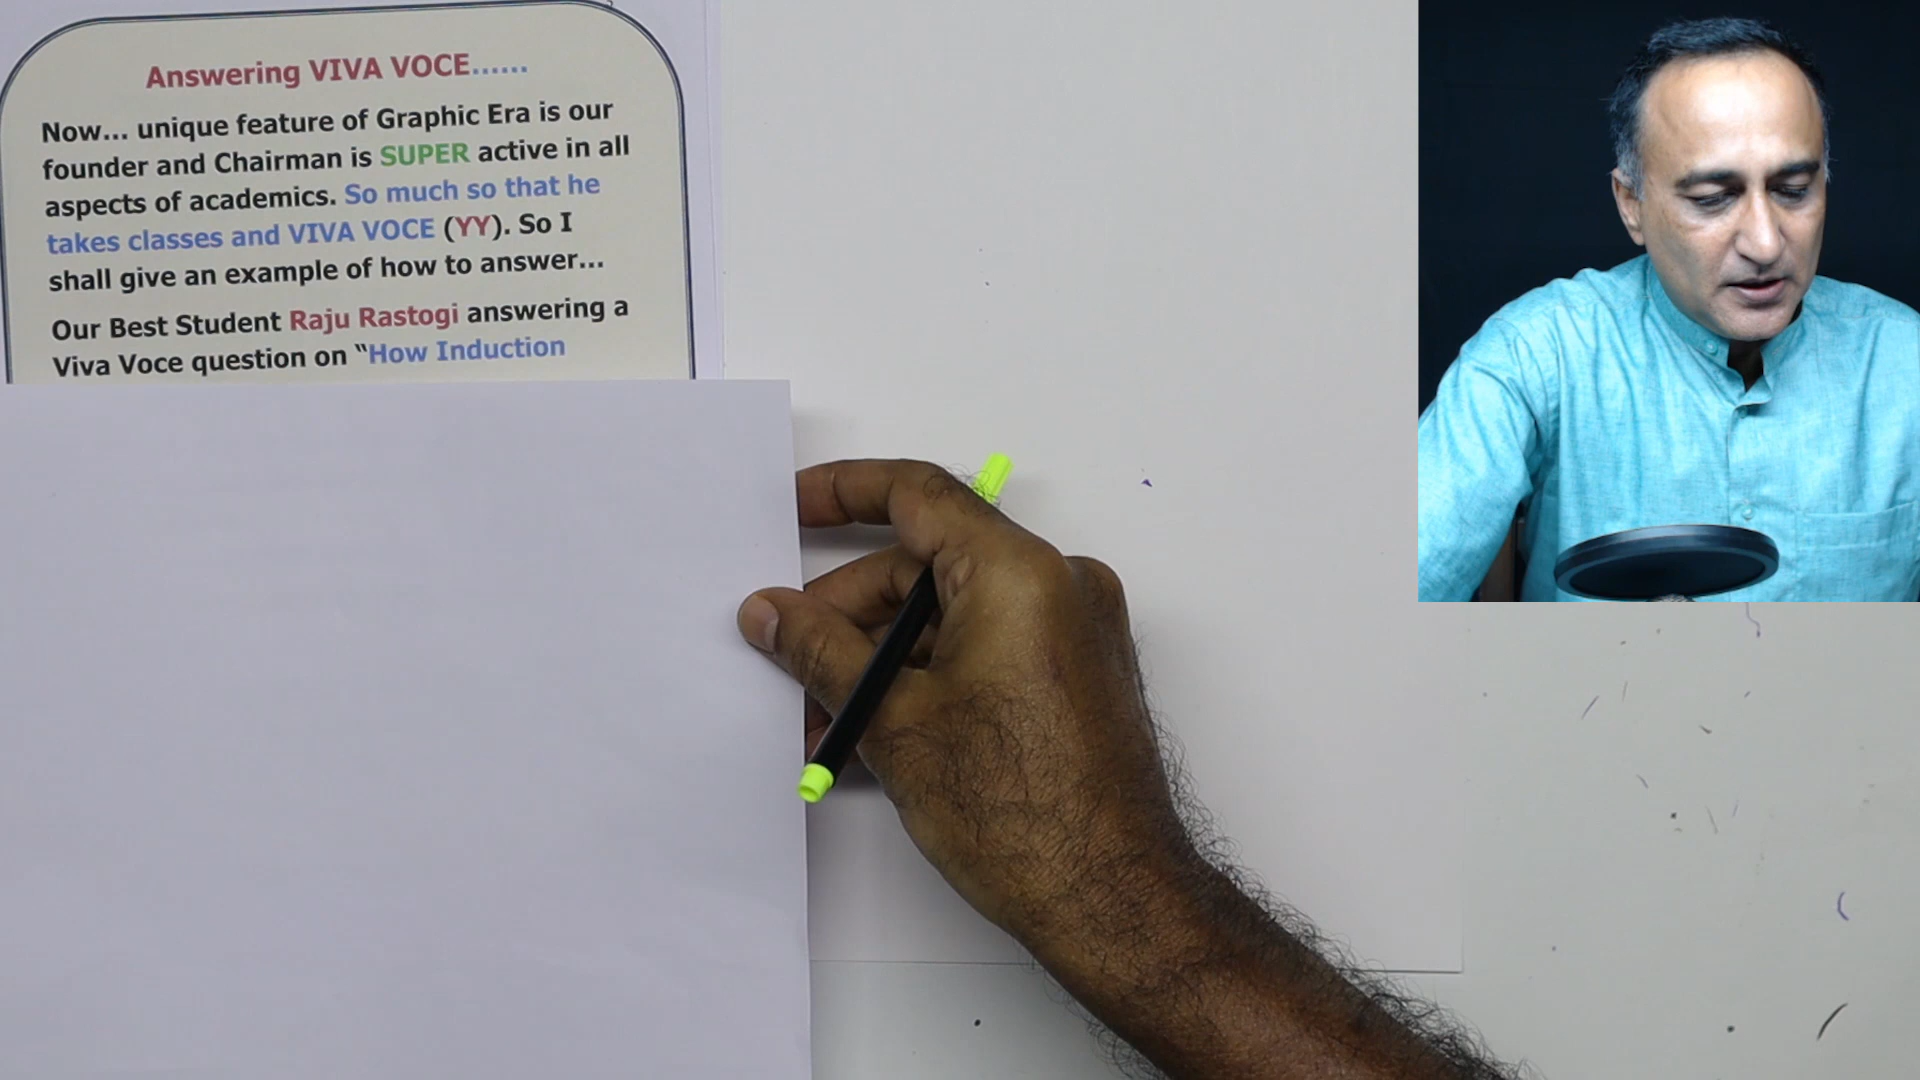 Answering VIVA VOCE......
Now... unique feature of Graphic Era is our
founder and Chairman is SUPER active in all
aspects of academics. So much so that he
takes classes and VIVA VOCE (YY). So I
shall give an example of how to answer...
Our Best Student Raju Rastogi answering a
Viva Voce question on “How Induction